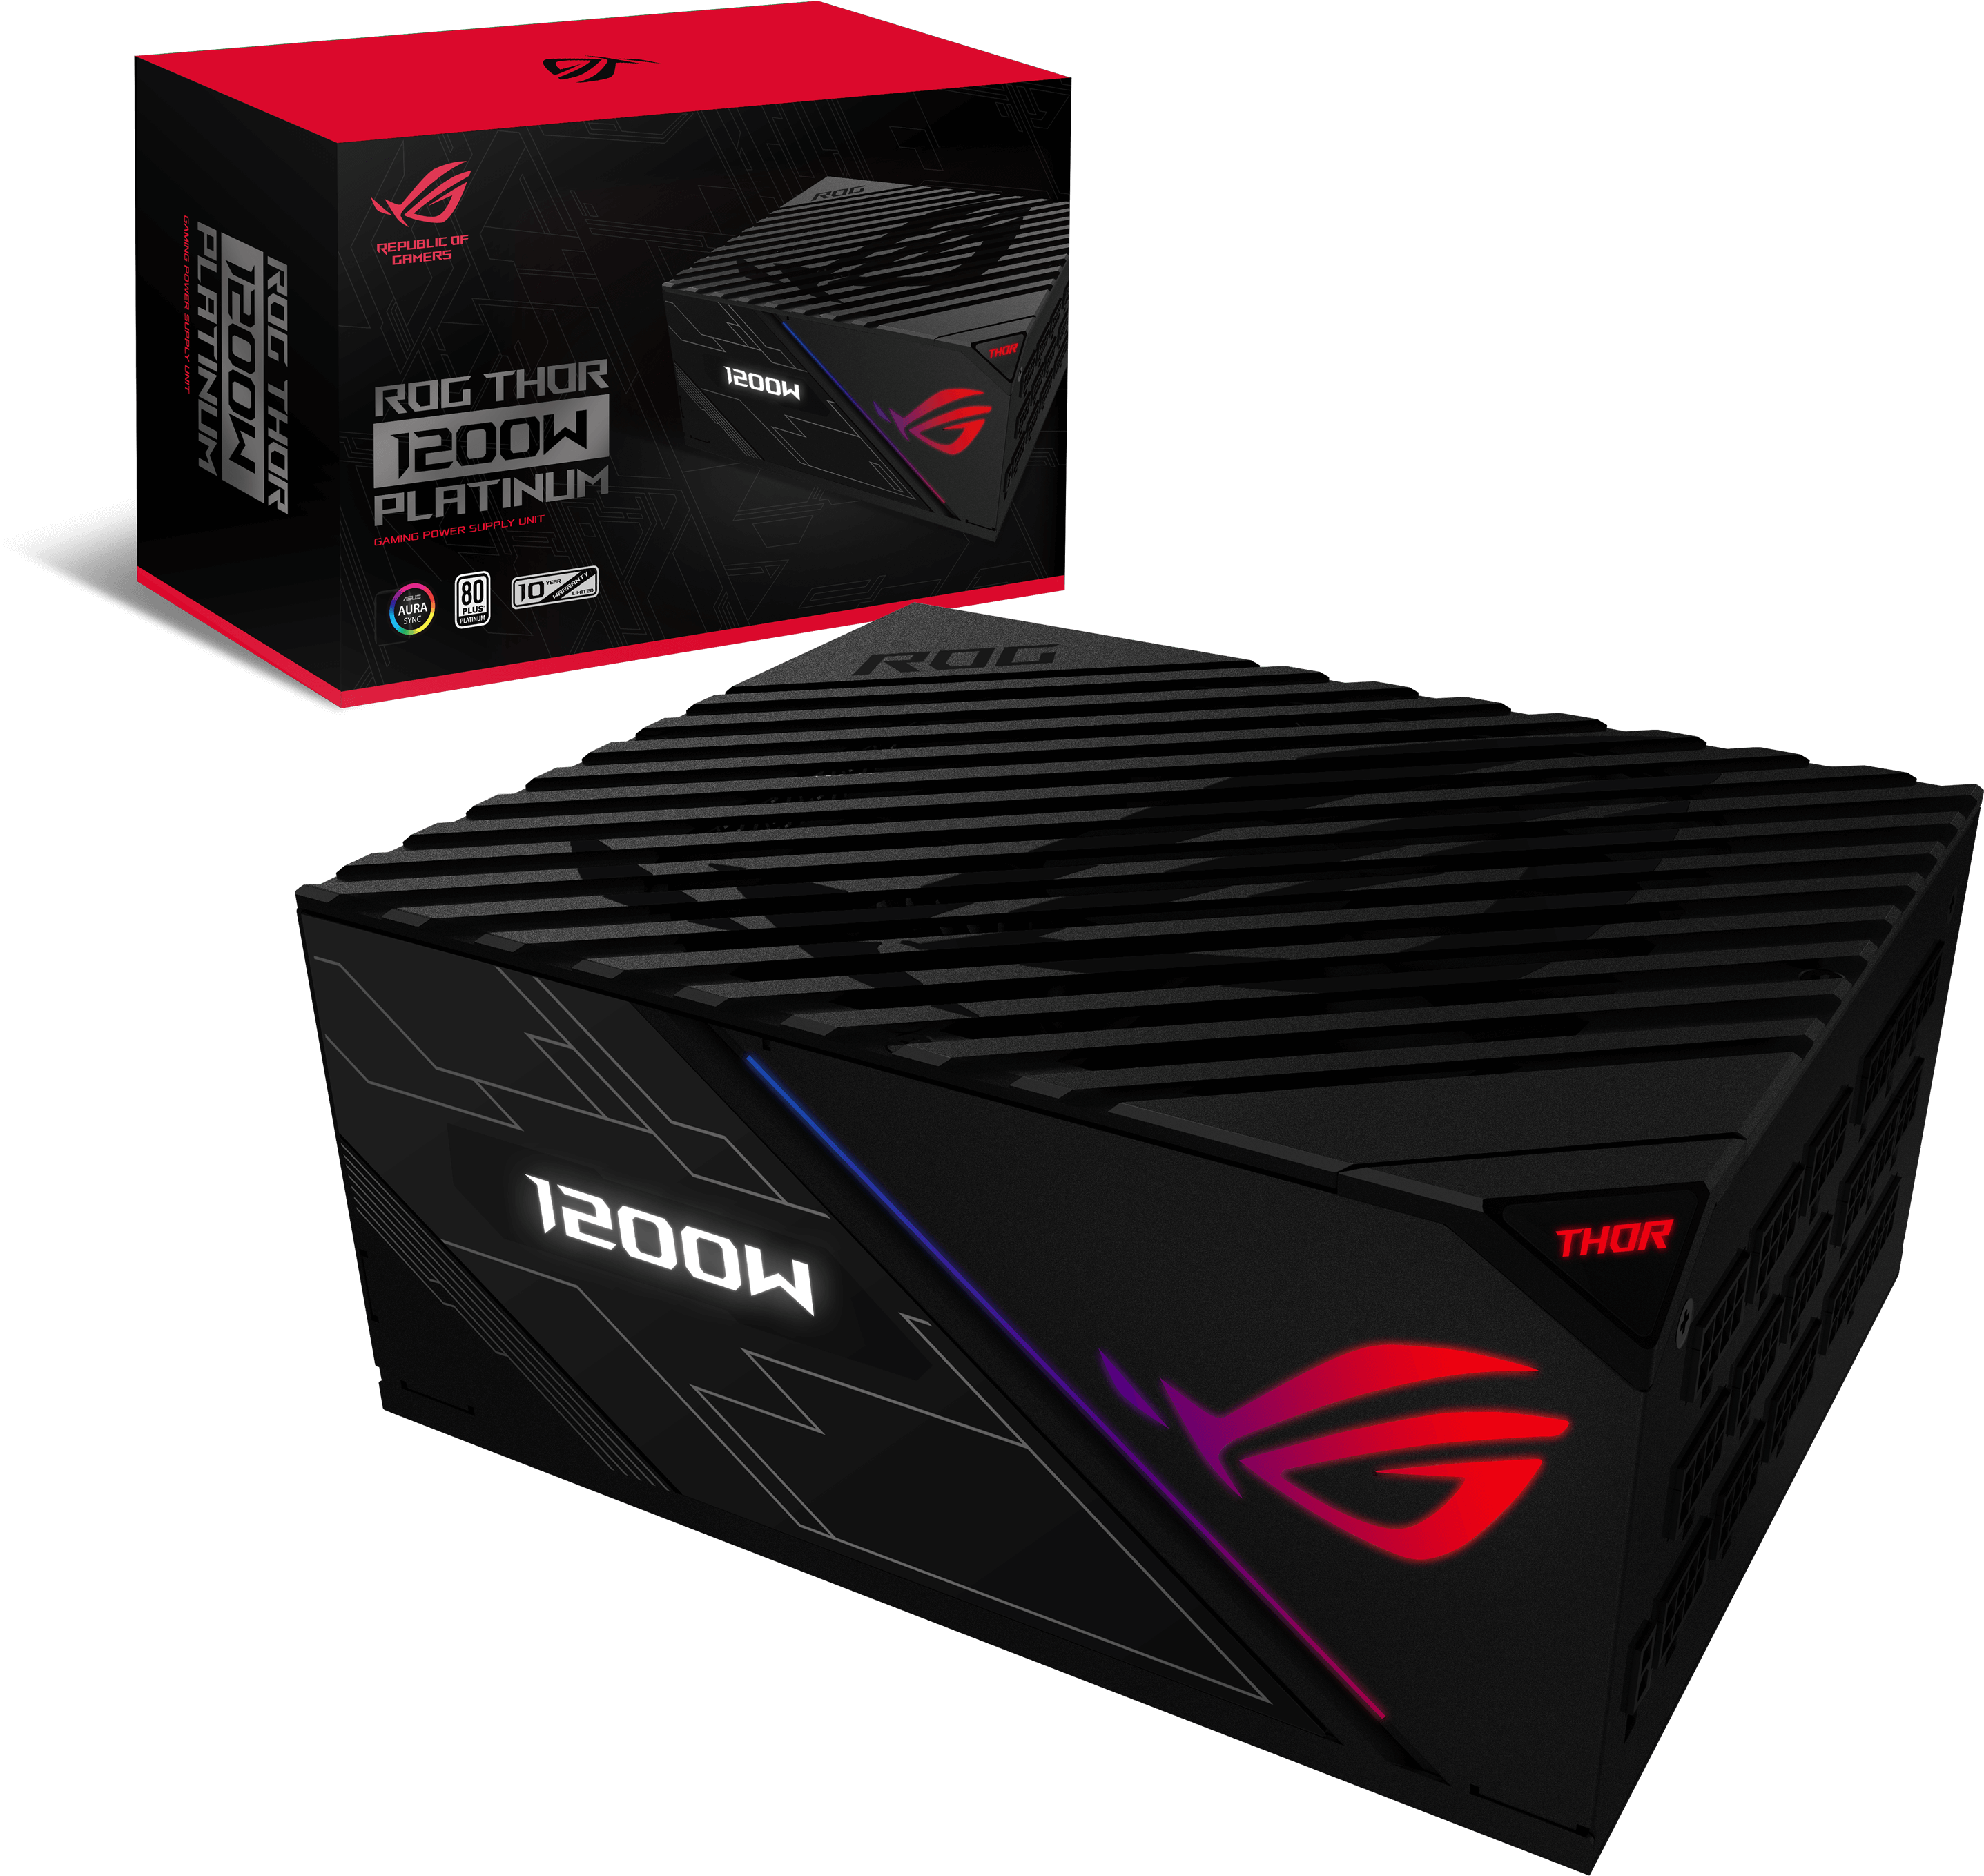 REPUBLIC OF
GAMERS
ROG THOR
1200W
PLATINUM
GAMING POWER SUPPLY UNIT
ASUS
AURA
SYNC
80
PLUS
PLATINUM
10 YEAR
WARRANTY
LIMITED
ROG THOR
1200W
PLATINUM
GAMING POWER SUPPLY UNIT
ROG
1200W
THOR
ROG
1200W
THOR